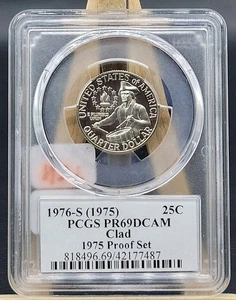 UNITED STATES OF AMERICA
QUARTER DOLLAR
1976-S (1975) 25C
PCGS PR69DCAM
Clad
1975 Proof Set
818496.69/42177487